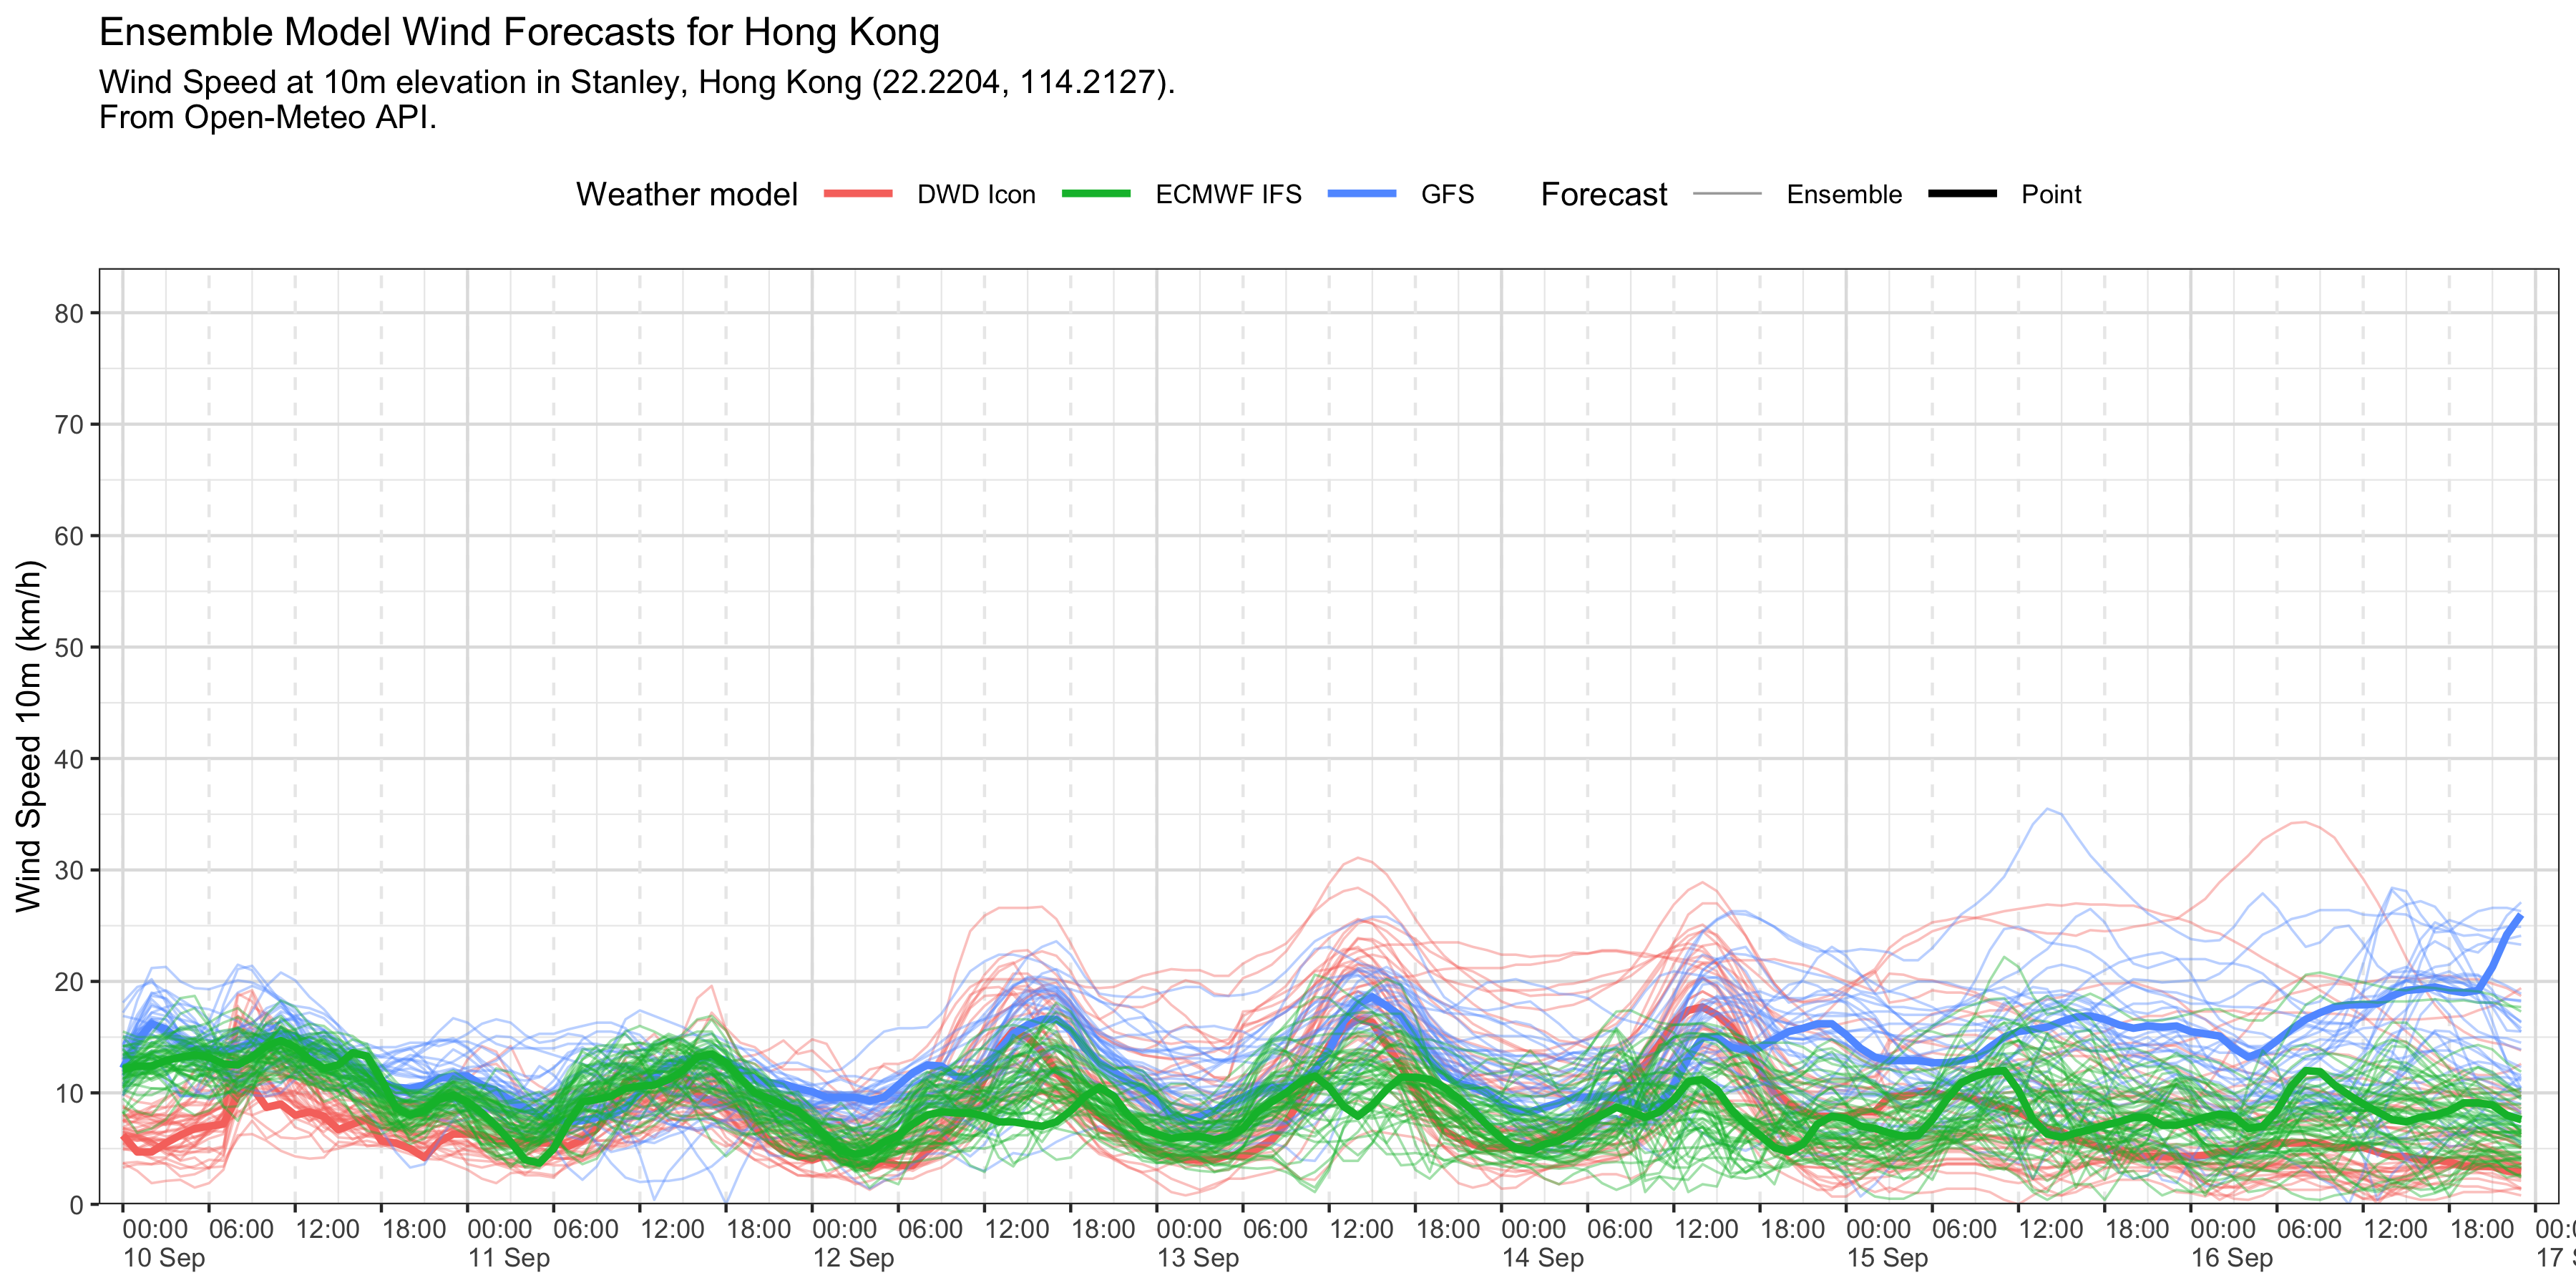 Ensemble Model Wind Forecasts for Hong Kong
Wind Speed at 10m elevation in Stanley, Hong Kong (22.2204, 114.2127).
From Open-Meteo API.
Weather model DWD Icon ECMWF IFS GFS Forecast Ensemble Point
Wind Speed 10m (km/h)
80
70
60
50
40
30
20
10
0
00:00 06:00 12:00 18:00 00:00 06:00 12:00 18:00 00:00 06:00 12:00 18:00 00:00 06:00 12:00 18:00 00:00 06:00 12:00 18:00 00:00 06:00 12:00 18:00 00:00 06:00 12:00 18:00 00:0
10 Sep 11 Sep 12 Sep 13 Sep 14 Sep 15 Sep 16 Sep 17 S